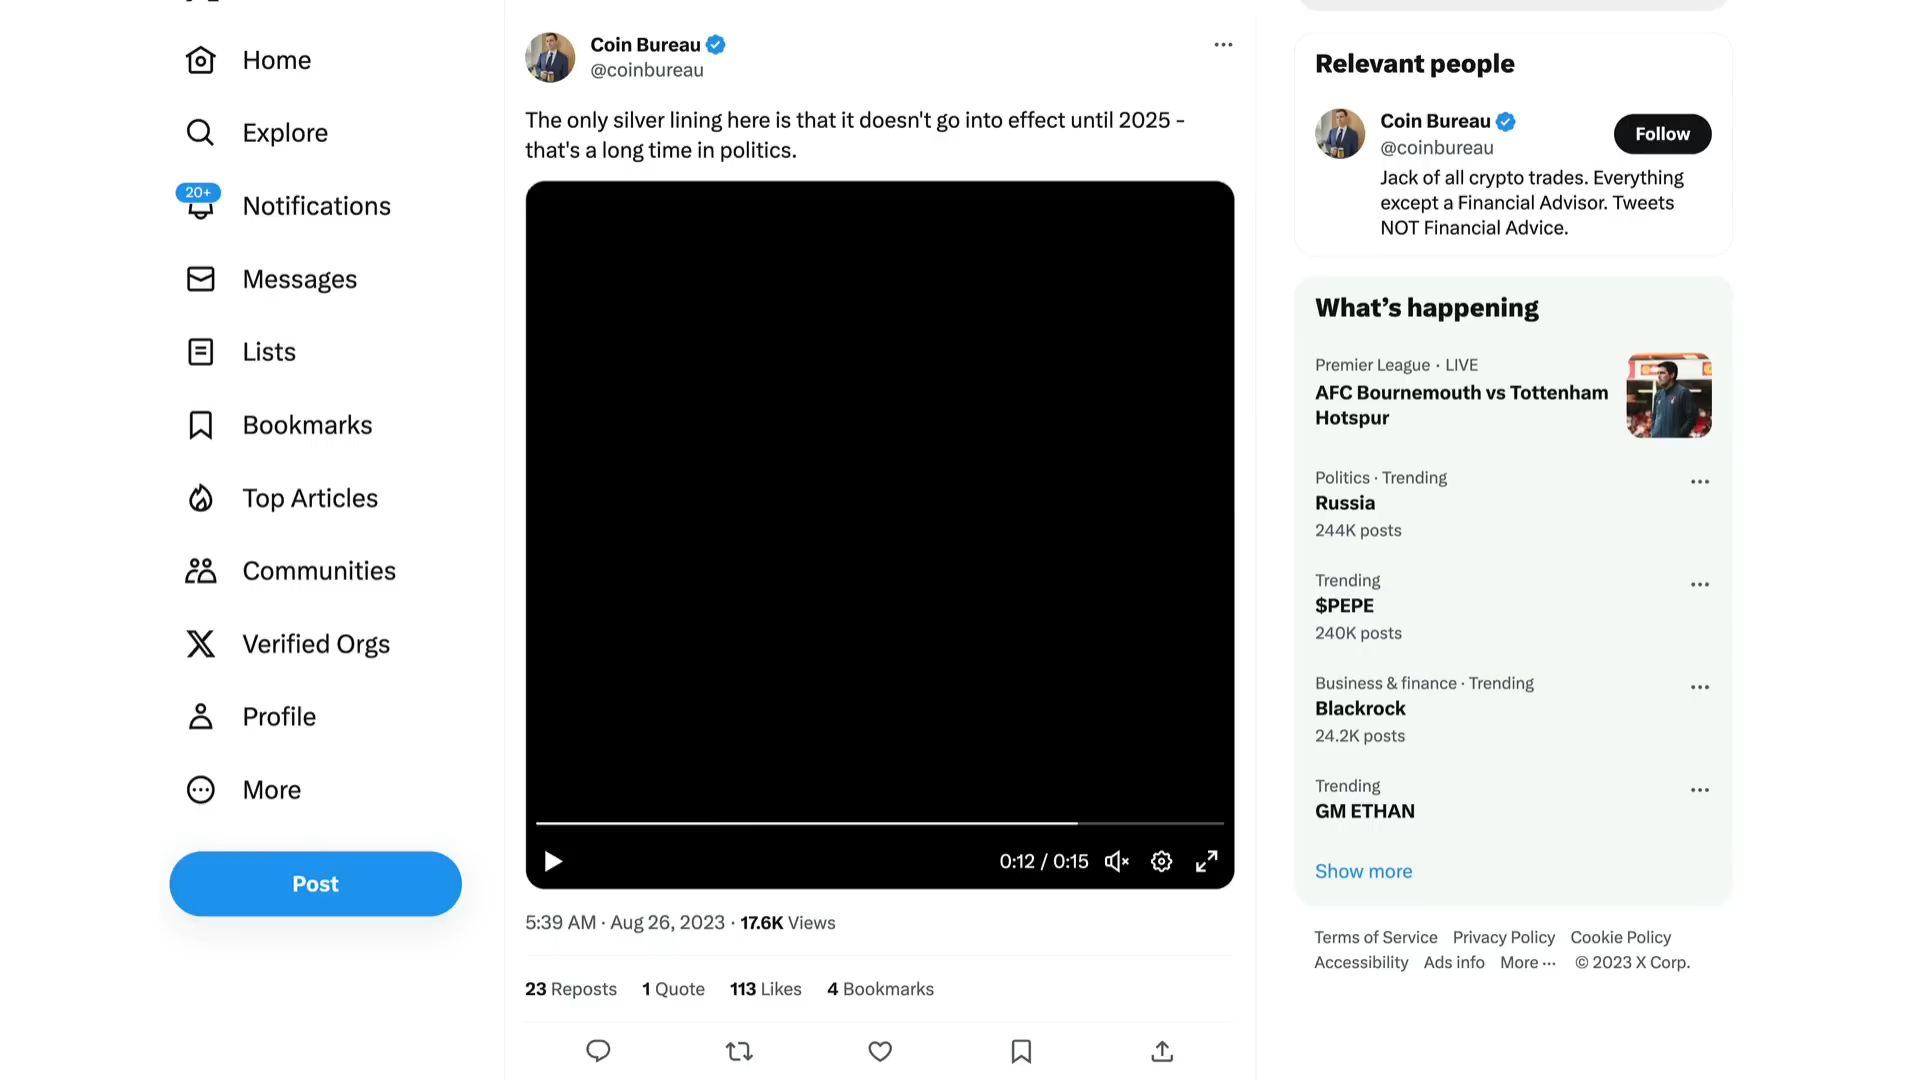 Home
Explore
20+
Notifications
Messages
Lists
Bookmarks
Top Articles
Communities
Verified Orgs
Profile
More
Post
Coin Bureau
@coinbureau
The only silver lining here is that it doesn't go into effect until 2025 -
that's a long time in politics.
0:12 / 0:15
5:39 AM · Aug 26, 2023 · 17.6K Views
23 Reposts 1 Quote 113 Likes 4 Bookmarks
Relevant people
Coin Bureau
@coinbureau
Follow
Jack of all crypto trades. Everything
except a Financial Advisor. Tweets
NOT Financial Advice.
What’s happening
Premier League · LIVE
AFC Bournemouth vs Tottenham
Hotspur
Politics · Trending
Russia
244K posts
Trending
$PEPE
240K posts
Business & finance · Trending
Blackrock
24.2K posts
Trending
GM ETHAN
Show more
Terms of Service Privacy Policy Cookie Policy
Accessibility Ads info More ··· © 2023 X Corp.